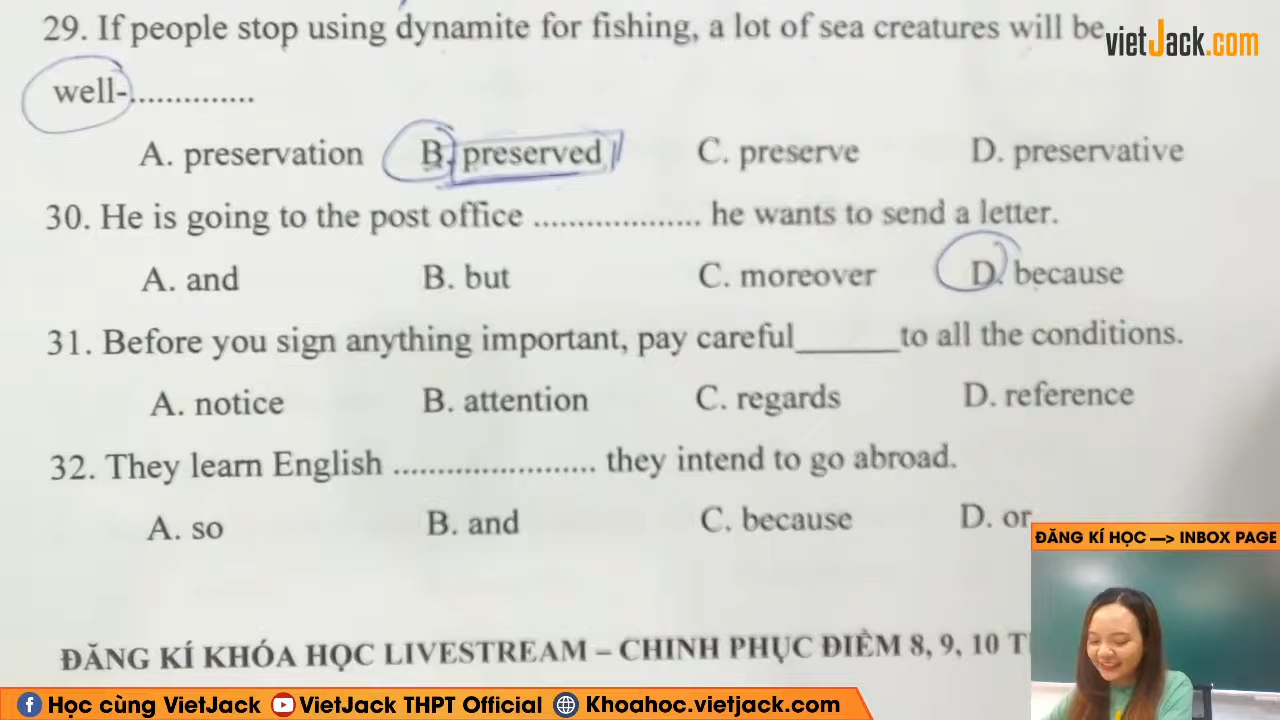 29. If people stop using dynamite for fishing, a lot of sea creatures will be
vietJack.com
well-..............
A. preservation B. preserved C. preserve D. preservative
30. He is going to the post office ................... he wants to send a letter.
A. and B. but C. moreover D. because
31. Before you sign anything important, pay careful______to all the conditions.
A. notice B. attention C. regards D. reference
32. They learn English ....................... they intend to go abroad.
A. so B. and C. because D. or
ĐĂNG KÍ HỌC —> INBOX PAGE
ĐĂNG KÍ KHÓA HỌC LIVESTREAM – CHINH PHỤC ĐIỂM 8, 9, 10
Học cùng VietJack VietJack THPT Official Khoahoc.vietjack.com